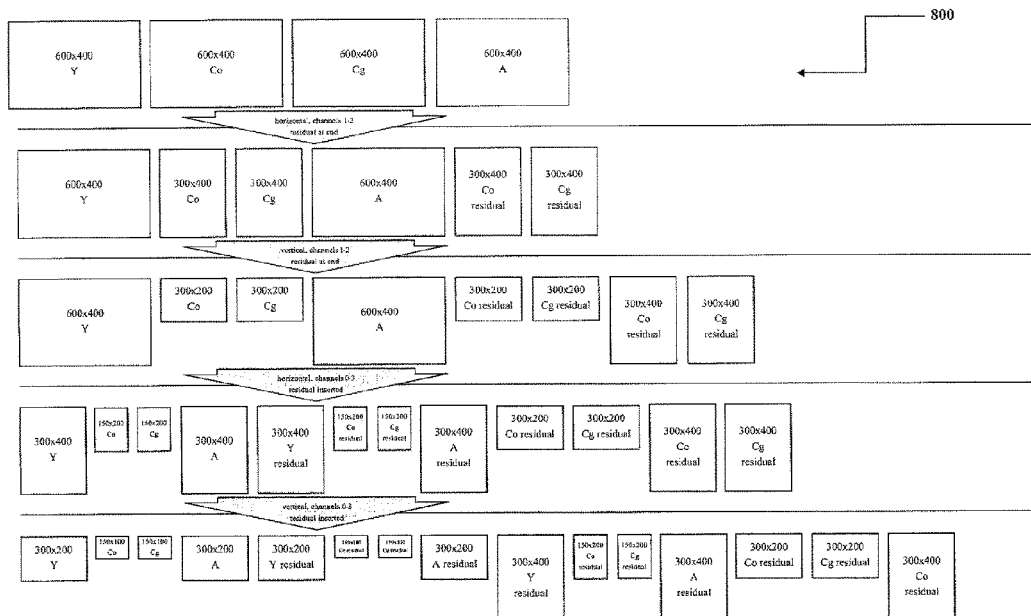 800
600x400
Y
600x400
Co
600x400
Cg
600x400
A
horizontal, channels 1-2
residual at end
600x400
Y
300x400
Co
300x400
Cg
600x400
A
300x400
Co
residual
300x400
Cg
residual
vertical, channels 1-2
residual at end
600x400
Y
300x200
Co
300x200
Cg
600x400
A
300x200
Co residual
300x200
Cg residual
300x400
Co
residual
300x400
Cg
residual
horizontal, channels 0-3
residual inserted
300x400
Y
150x200
Co
150x200
Cg
300x400
A
300x400
Y
residual
150x200
Co
residual
150x200
Cg
residual
300x400
A
residual
300x200
Co residual
300x200
Cg residual
300x400
Co
residual
300x400
Cg
residual
vertical, channels 0-3
residual inserted
300x200
Y
150x100
Co
150x100
Cg
300x200
A
300x200
Y residual
150x100
Co residual
150x100
Cg residual
300x200
A residual
300x400
Y
residual
150x200
Co
residual
150x200
Cg
residual
300x400
A
residual
300x200
Co residual
300x200
Cg residual
300x400
Co
residual